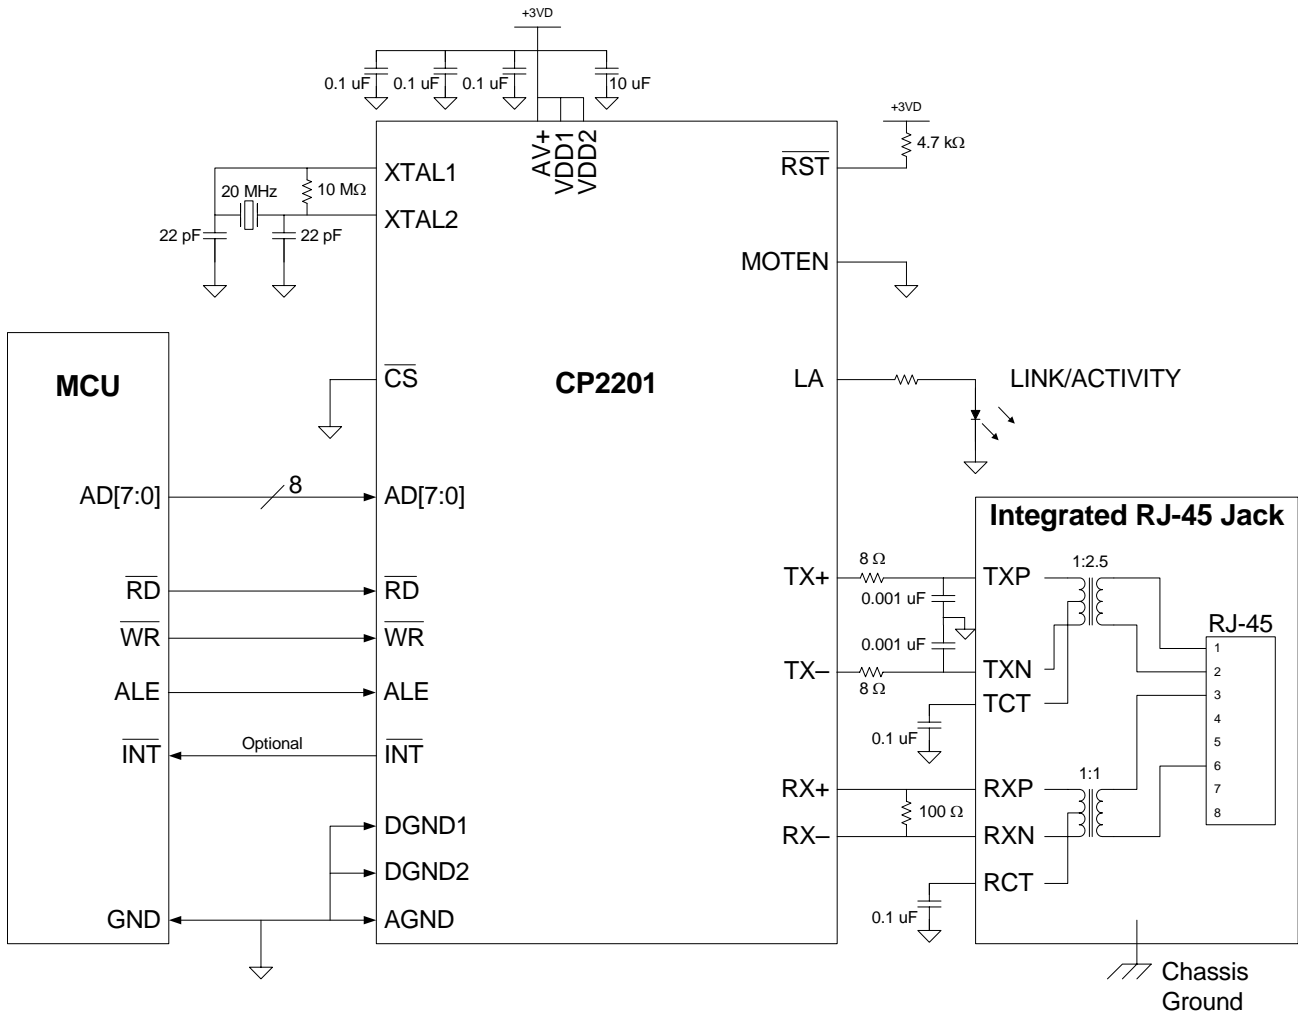 +3VD
0.1 uF
0.1 uF
0.1 uF
10 uF
+3VD
4.7 kΩ
AV+
VDD1
VDD2
XTAL1
RST
20 MHz
10 MΩ
XTAL2
22 pF
22 pF
MOTEN
MCU
CS
CP2201
LA
LINK/ACTIVITY
AD[7:0]
8
AD[7:0]
Integrated RJ-45 Jack
RD
RD
TX+
8 Ω
0.001 uF
TXP
1:2.5
WR
WR
0.001 uF
RJ-45
1
2
3
4
5
6
7
8
TX–
8 Ω
TXN
ALE
ALE
TCT
0.1 uF
INT
Optional
INT
RX+
RXP
1:1
100 Ω
DGND1
RX–
RXN
DGND2
RCT
GND
AGND
0.1 uF
Chassis
Ground